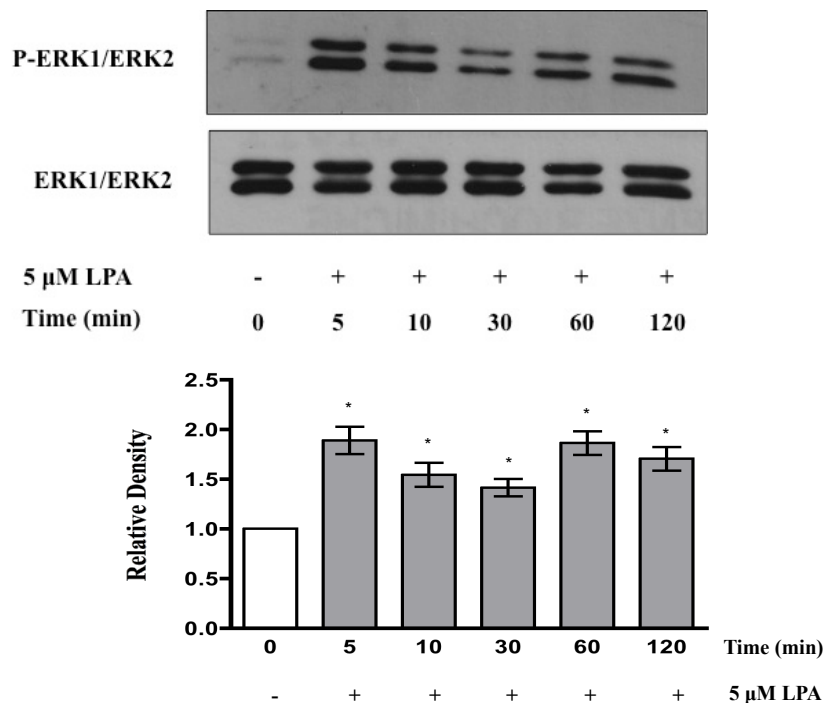 P-ERK1/ERK2
ERK1/ERK2
5 μM LPA - + + + + +
Time (min) 0 5 10 30 60 120
Relative Density
2.5
2.0
1.5
1.0
0.5
0.0
* * * * *
0 5 10 30 60 120 Time (min)
- + + + + + 5 μM LPA